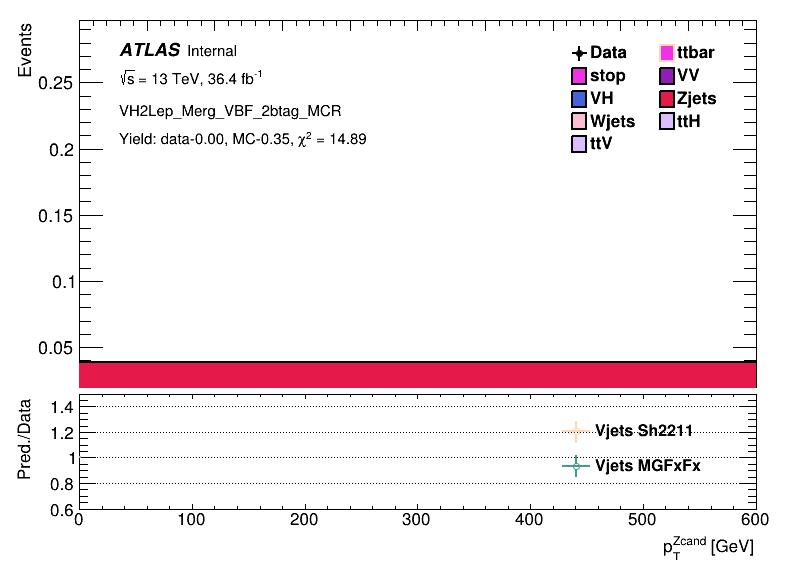 Events
ATLAS Internal
√s = 13 TeV, 36.4 fb⁻¹
VH2Lep_Merg_VBF_2btag_MCR
Yield: data-0.00, MC-0.35, χ² = 14.89
Data
ttbar
stop
VV
VH
Zjets
Wjets
ttH
ttV
0.25
0.2
0.15
0.1
0.05
Pred./Data
1.4
1.2
1
0.8
0.6
Vjets Sh2211
Vjets MGFxFx
0 100 200 300 400 500 600
p_T^Zcand [GeV]